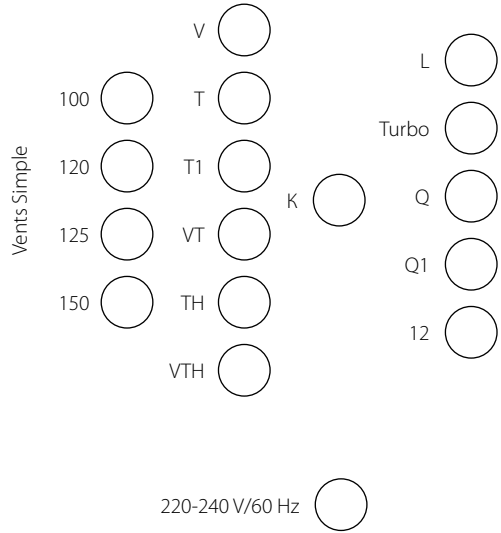 Vents Simple
100
120
125
150
V
T
T1
VT
TH
VTH
K
L
Turbo
Q
Q1
12
220-240 V/60 Hz